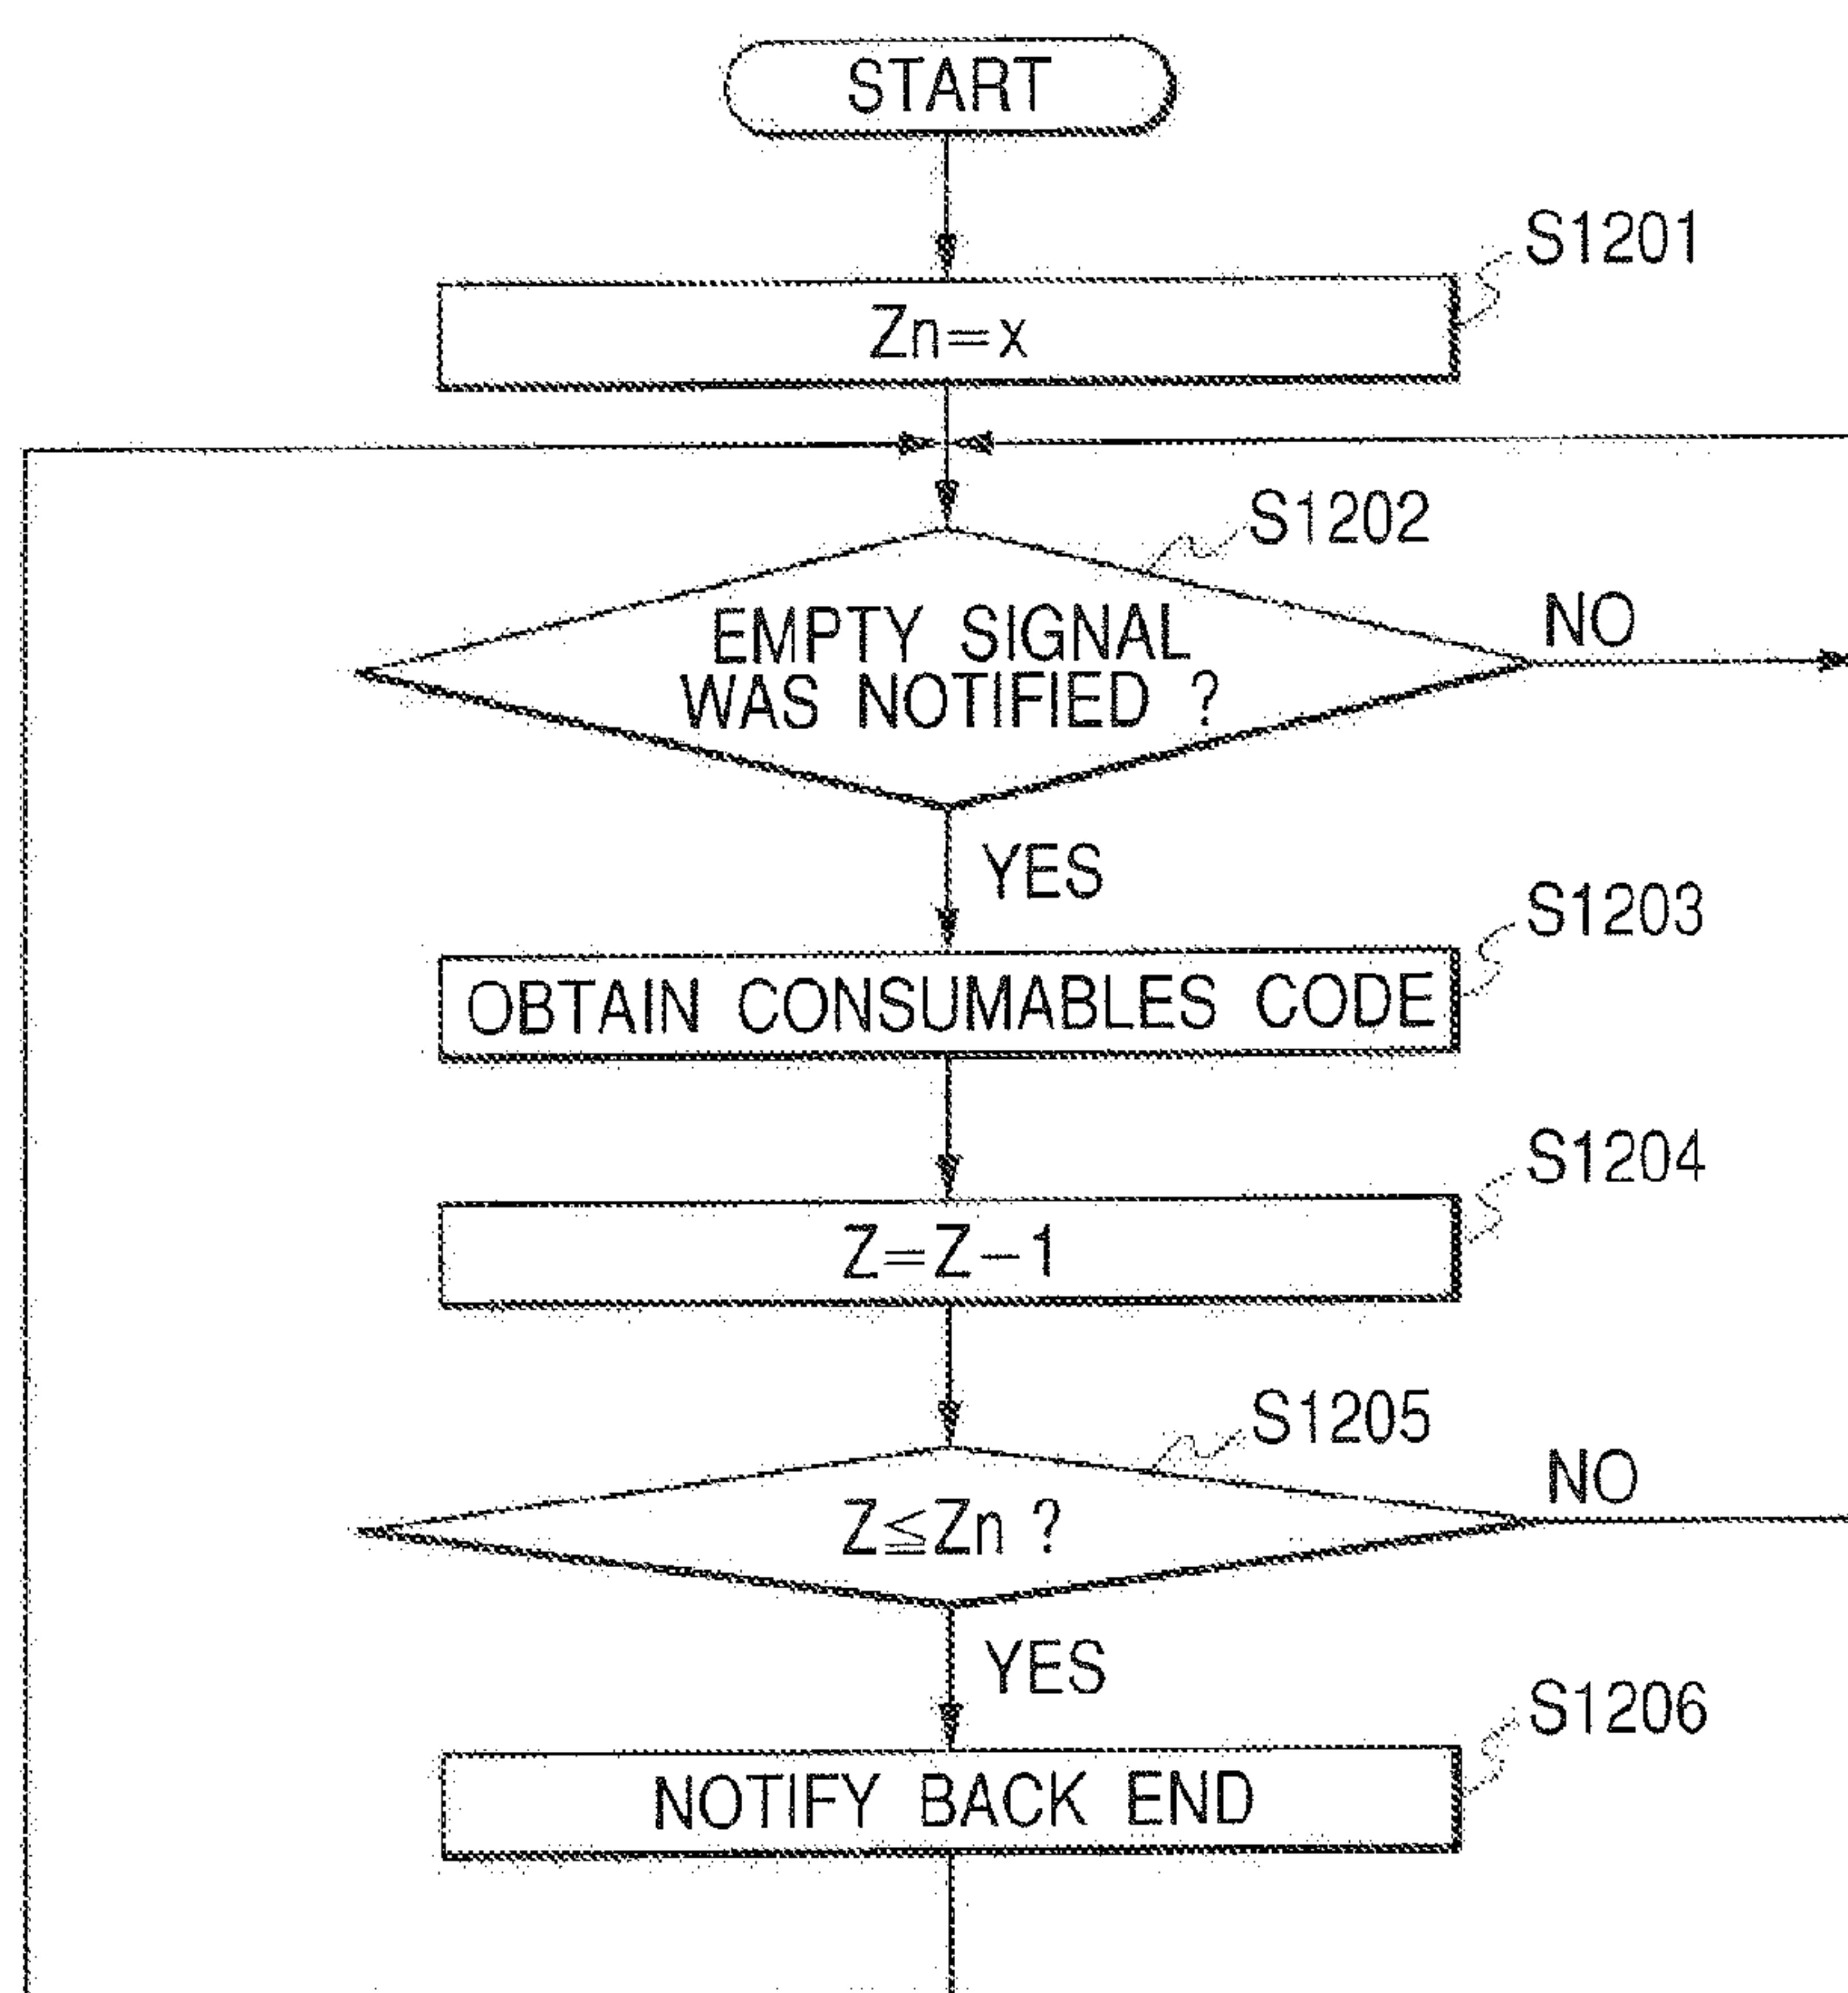 START
S1201
Zn=x
S1202
EMPTY SIGNAL
WAS NOTIFIED ?
NO
YES
S1203
OBTAIN CONSUMABLES CODE
S1204
Z=Z-1
S1205
Z≦Zn ?
NO
YES
S1206
NOTIFY BACK END